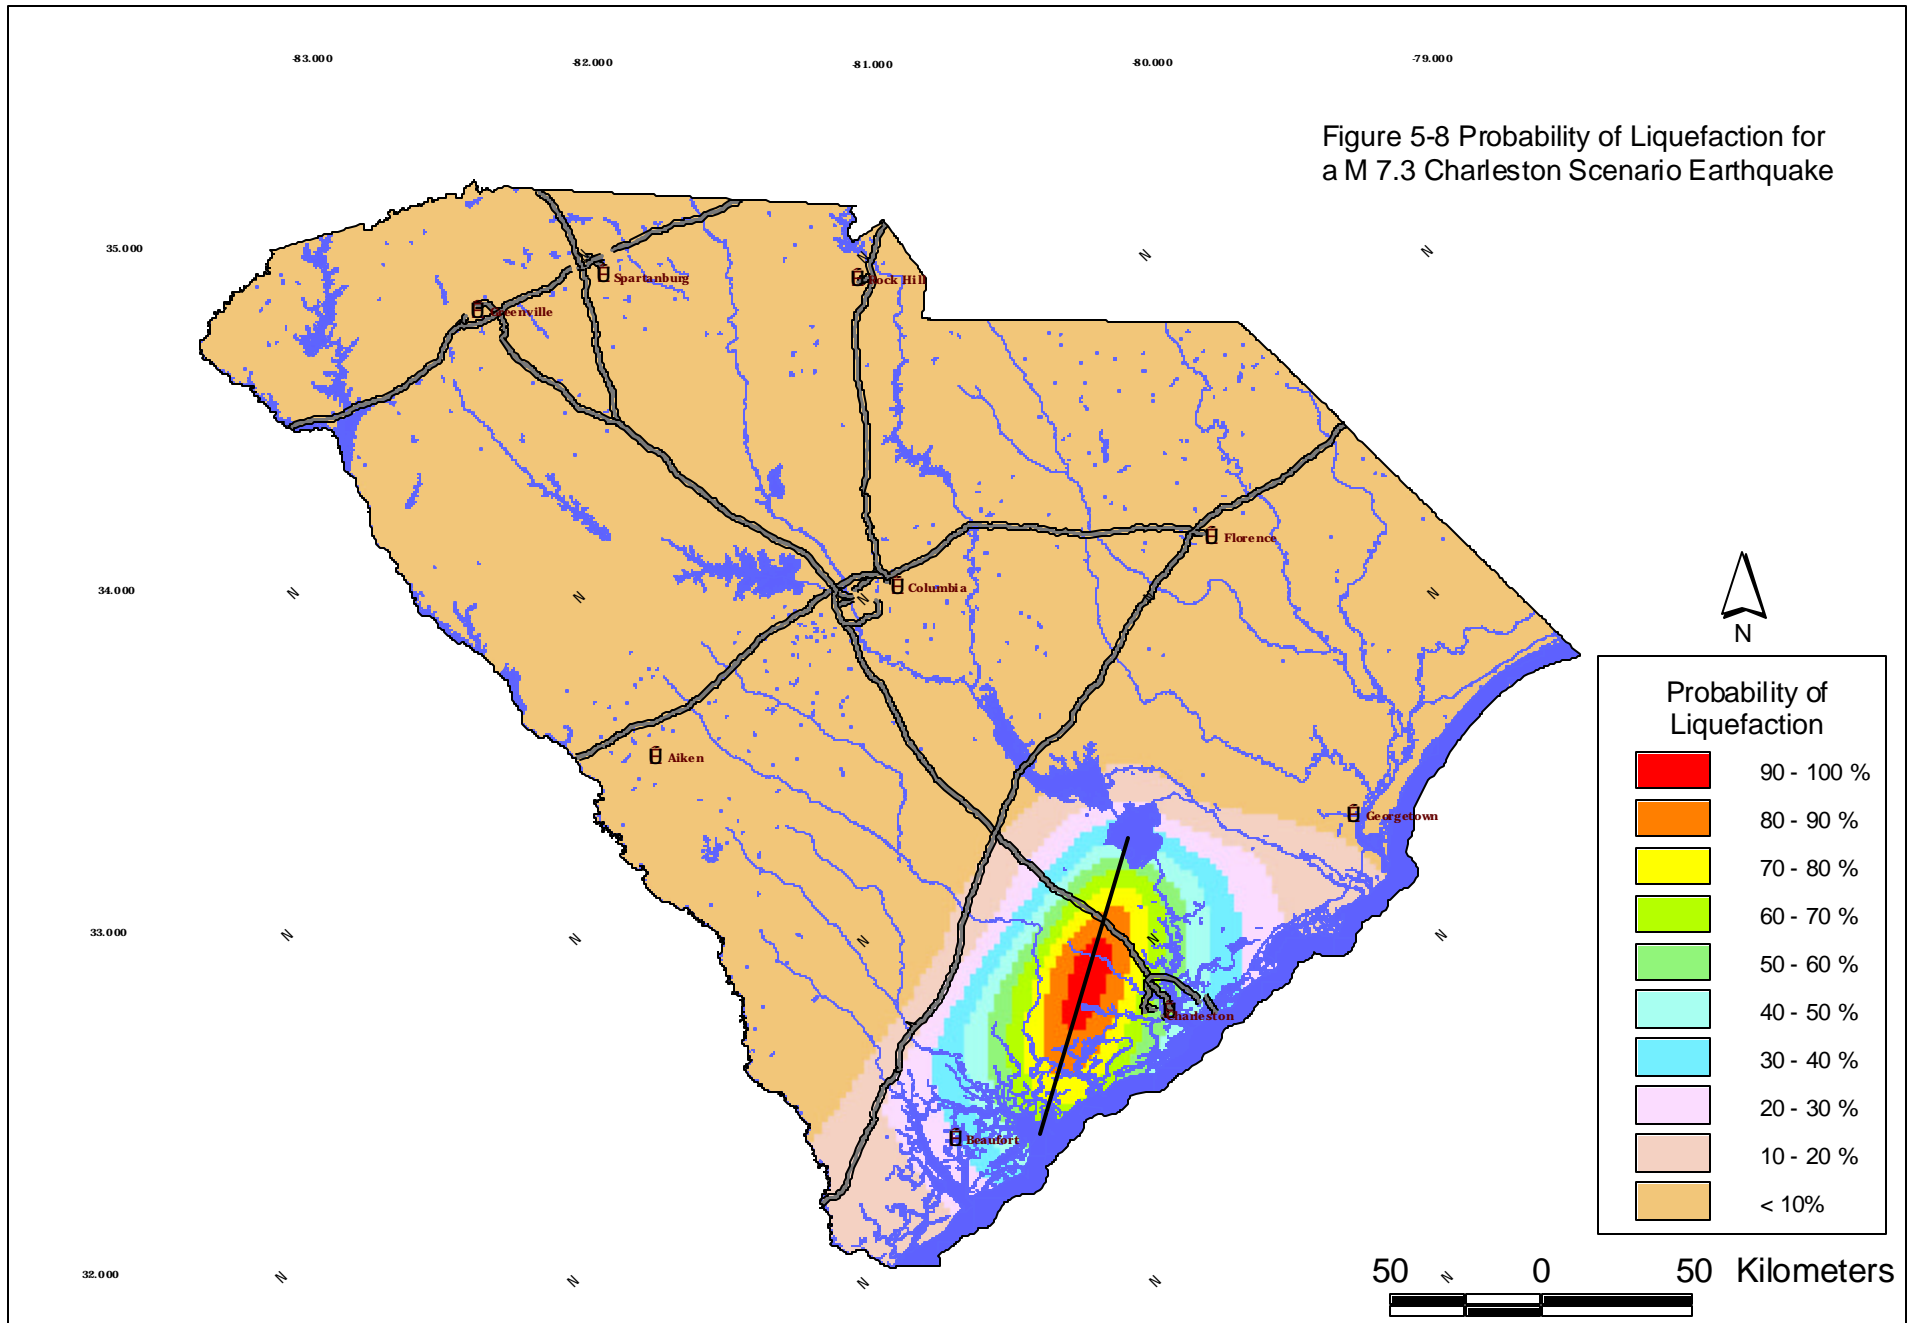 -83.000
-82.000
-81.000
-80.000
-79.000
Figure 5-8 Probability of Liquefaction for
a M 7.3 Charleston Scenario Earthquake
35.000
N
N
N
Spartanburg
Rock Hill
Greenville
Florence
34.000
N
N
N
N
N
Columbia
N
Probability of
Liquefaction
90 - 100 %
80 - 90 %
70 - 80 %
60 - 70 %
50 - 60 %
40 - 50 %
30 - 40 %
20 - 30 %
10 - 20 %
< 10%
Aiken
Georgetown
33.000
N
N
N
N
N
Charleston
Beaufort
32.000
N
N
N
N
N
50 0 50 Kilometers